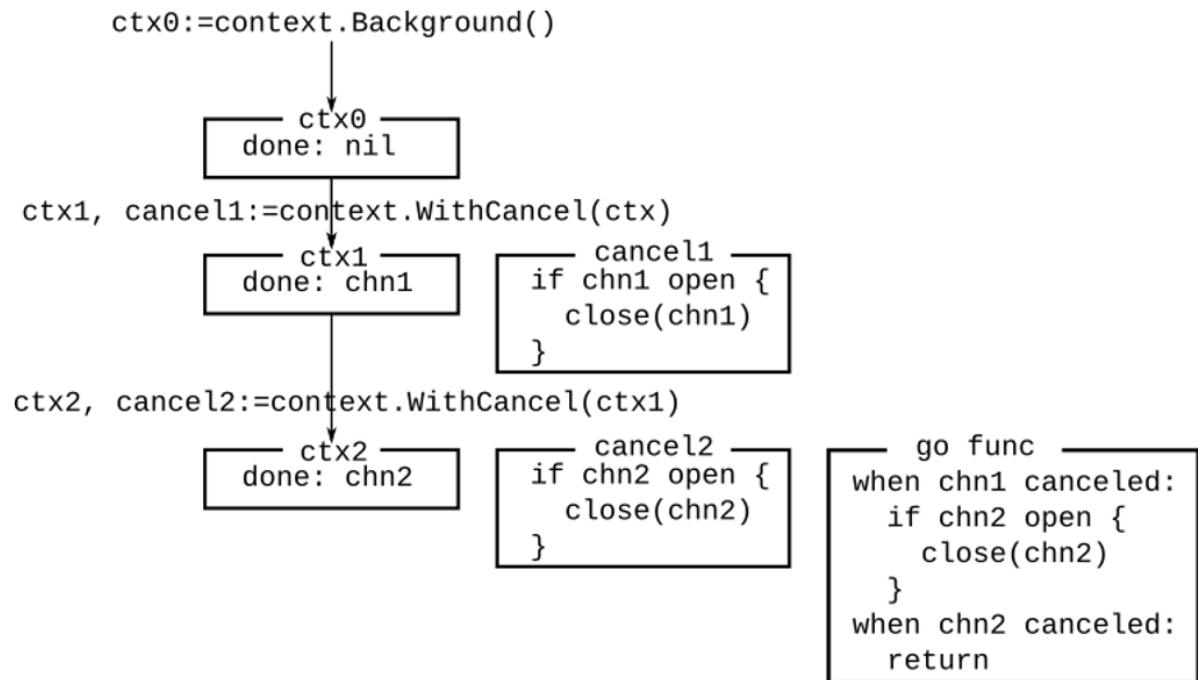 ctx0:=context.Background()
ctx0
done: nil
ctx1, cancel1:=context.WithCancel(ctx)
ctx1
done: chn1
cancel1
if chn1 open {
close(chn1)
}
ctx2, cancel2:=context.WithCancel(ctx1)
ctx2
done: chn2
cancel2
if chn2 open {
close(chn2)
}
go func
when chn1 canceled:
if chn2 open {
close(chn2)
}
when chn2 canceled:
return